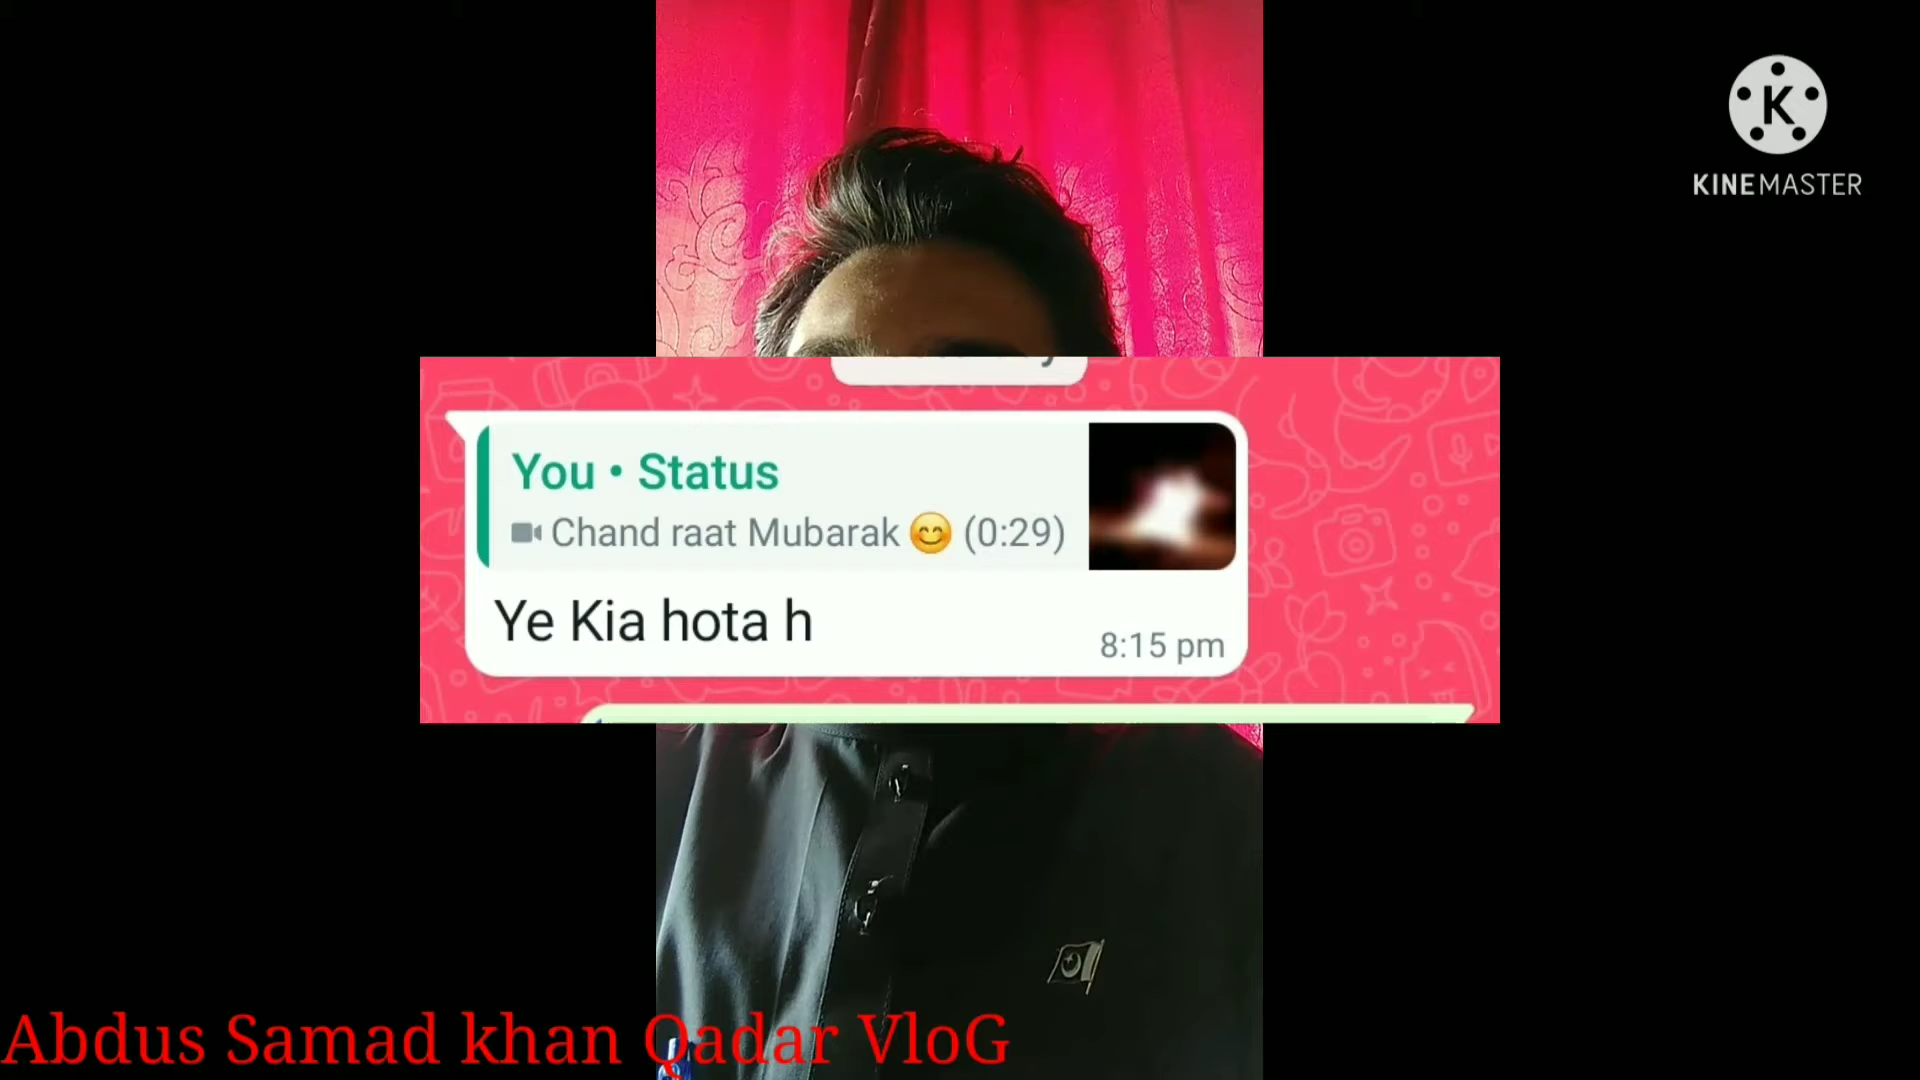 K
KINEMASTER
You • Status
Chand raat Mubarak 😊 (0:29)
Ye Kia hota h
8:15 pm
Abdus Samad khan Qadar VloG